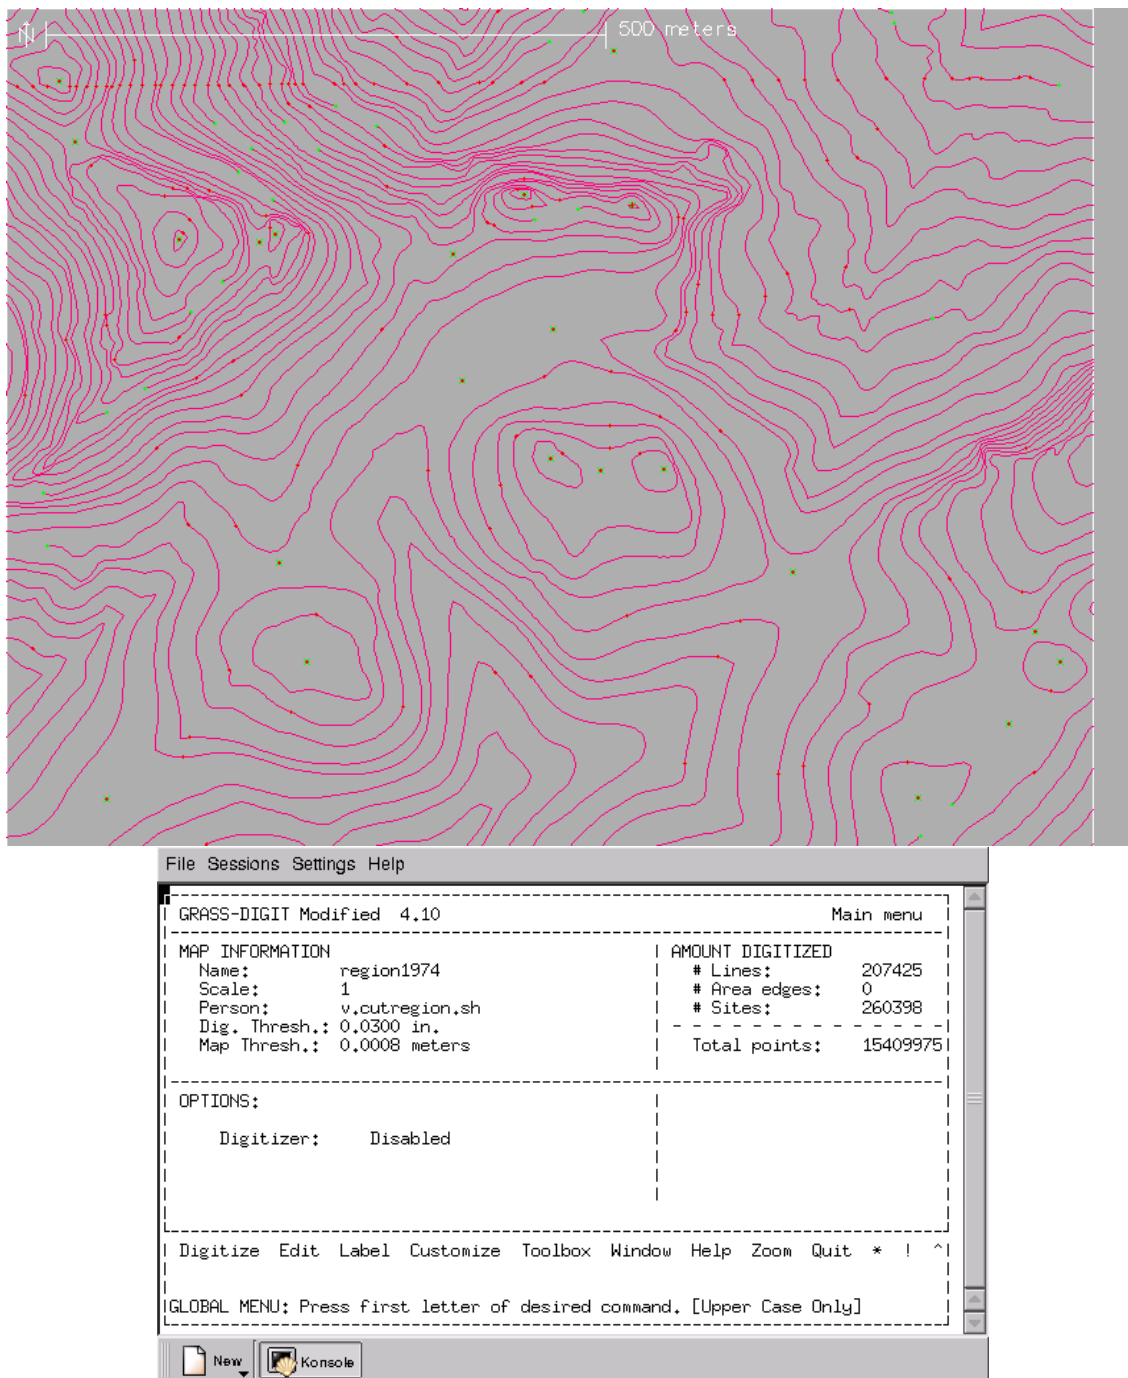 N
500 meters
File Sessions Settings Help
GRASS-DIGIT Modified 4.10 Main menu
MAP INFORMATION AMOUNT DIGITIZED
Name: region1974 # Lines: 207425
Scale: 1 # Area edges: 0
Person: v.cutregion.sh # Sites: 260398
Dig. Thresh.: 0.0300 in.
Map Thresh.: 0.0008 meters Total points: 15409975
OPTIONS:
Digitizer: Disabled
Digitize Edit Label Customize Toolbox Window Help Zoom Quit * ! ^
GLOBAL MENU: Press first letter of desired command. [Upper Case Only]
New Konsole